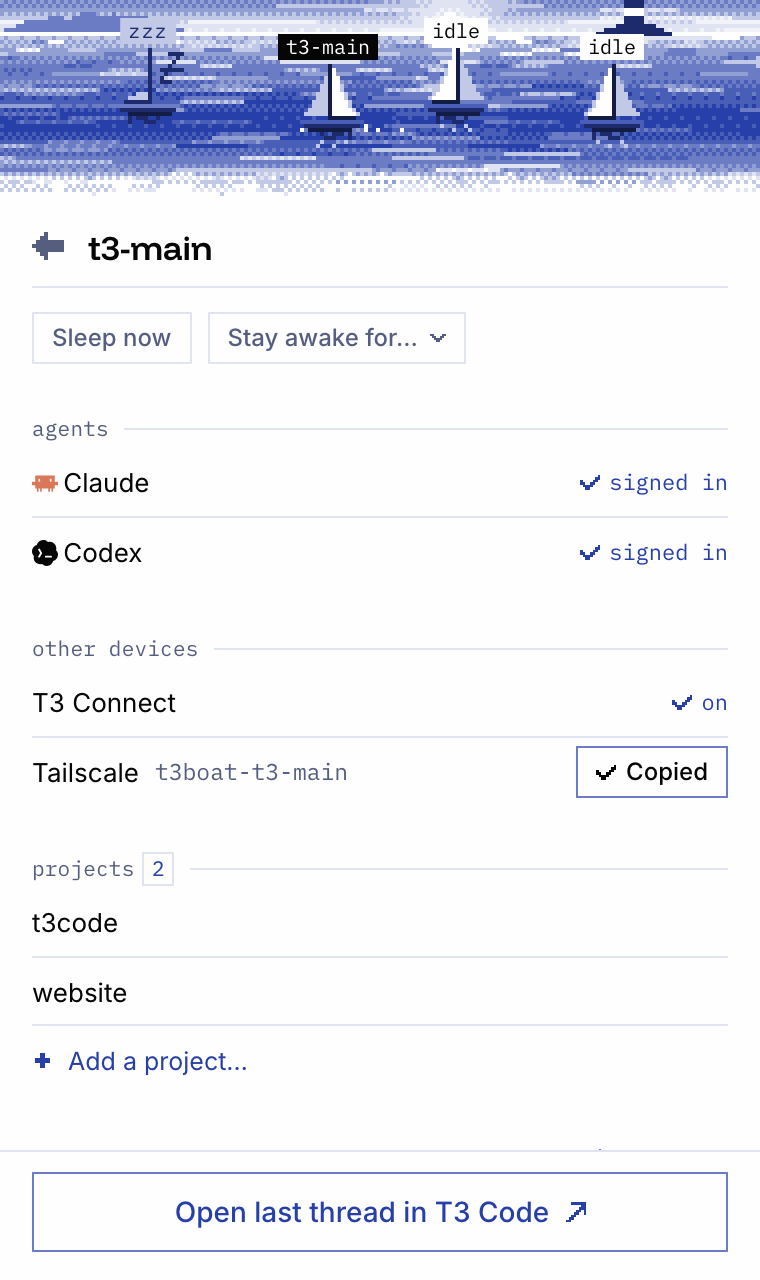 zzz
t3-main
idle
idle
t3-main
Sleep now
Stay awake for...
agents
Claude
signed in
Codex
signed in
other devices
T3 Connect
on
Tailscale t3boat-t3-main
Copied
projects 2
t3code
website
Add a project...
Open last thread in T3 Code